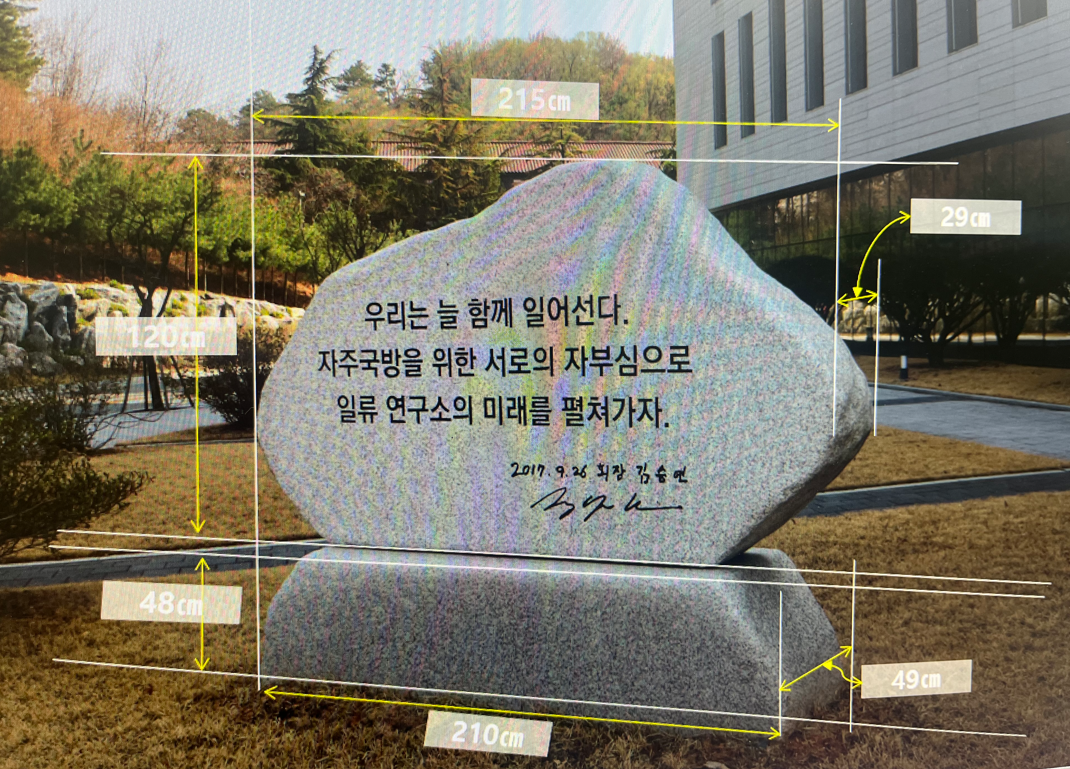 215㎝
29㎝
우리는 늘 함께 일어선다.
120㎝
자주국방을 위한 서로의 자부심으로
일류 연구소의 미래를 펼쳐가자.
2017.9.26 회장 김승연
48㎝
49㎝
210㎝